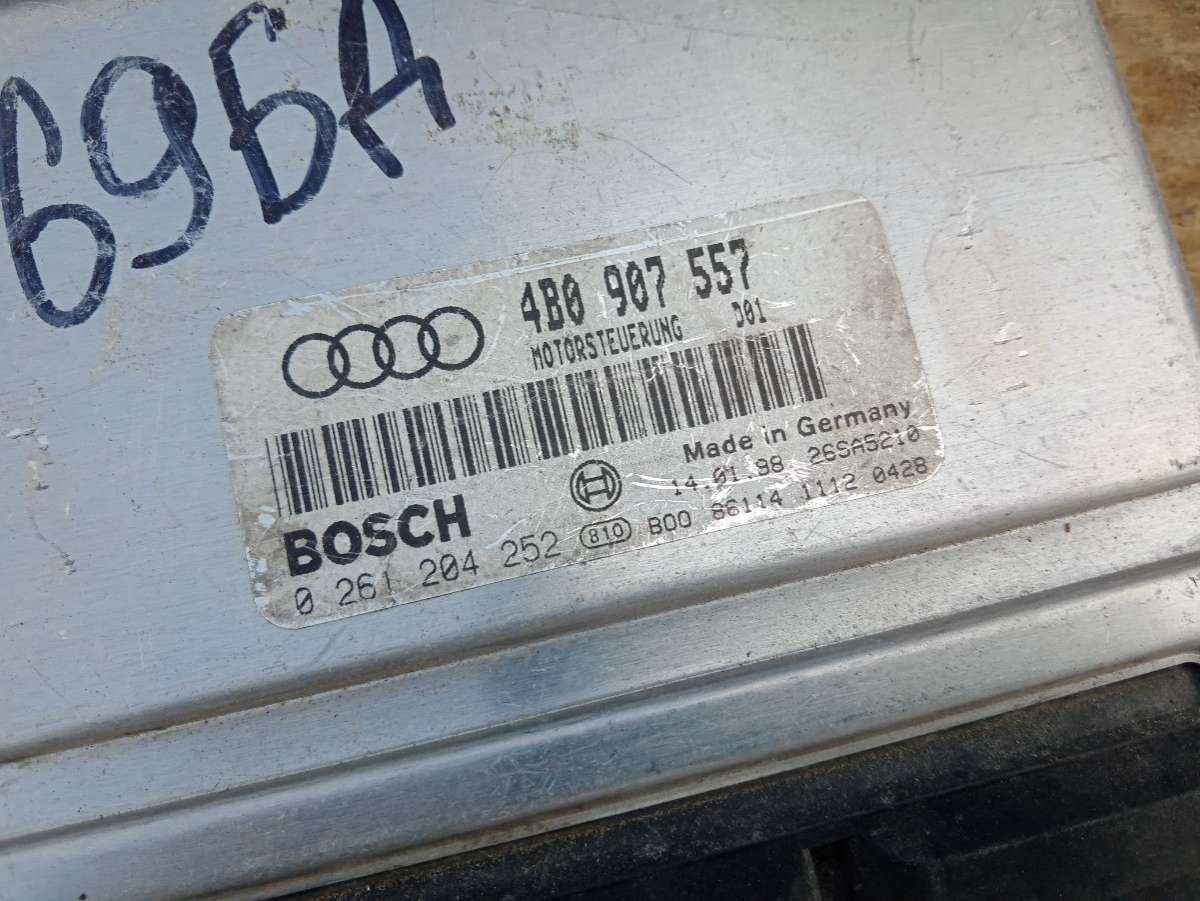 69БА
4B0 907 557
MOTORSTEUERUNG D01
Made in Germany
14.01.98 26SA5210
BOSCH
0 261 204 252 810 B00 86114 1112 0428